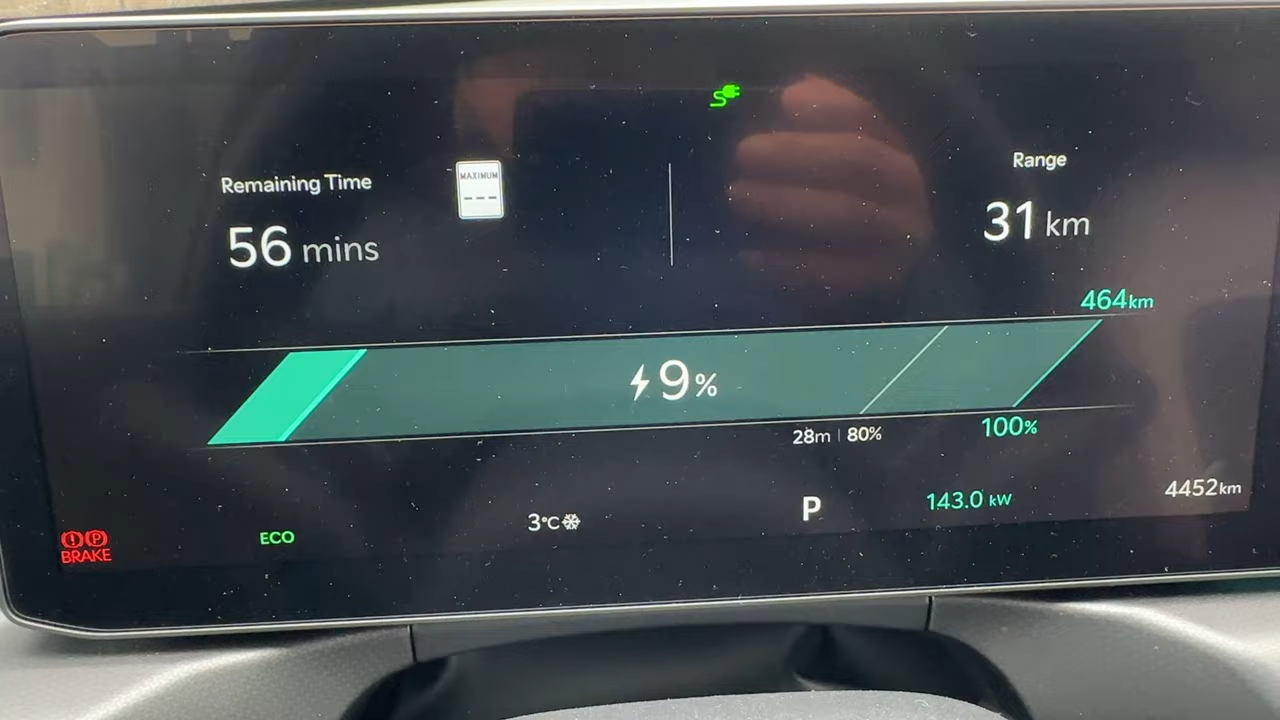 Remaining Time
MAXIMUM
---
56 mins
Range
31 km
464km
9%
28m | 80%
100%
3°C
P
143.0 kW
4452km
ECO
BRAKE